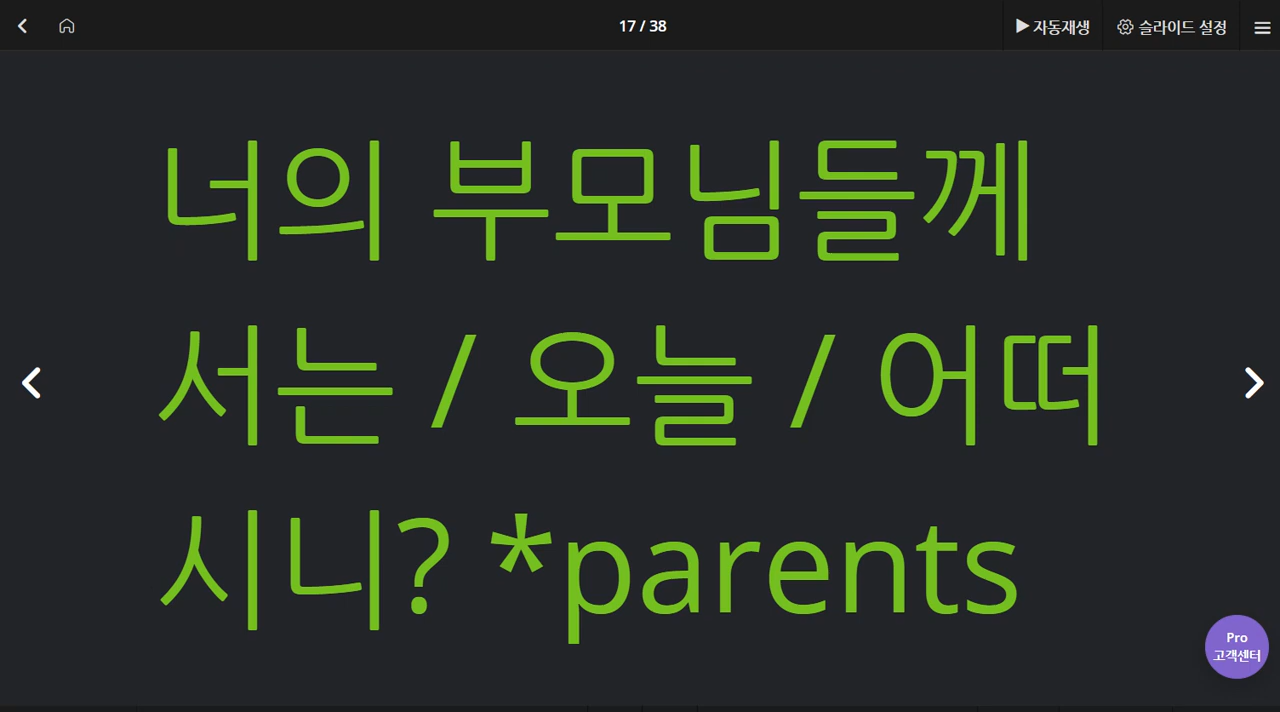 17 / 38
자동재생
슬라이드 설정
너의 부모님들께
서는 / 오늘 / 어떠
시니? *parents
Pro
고객센터